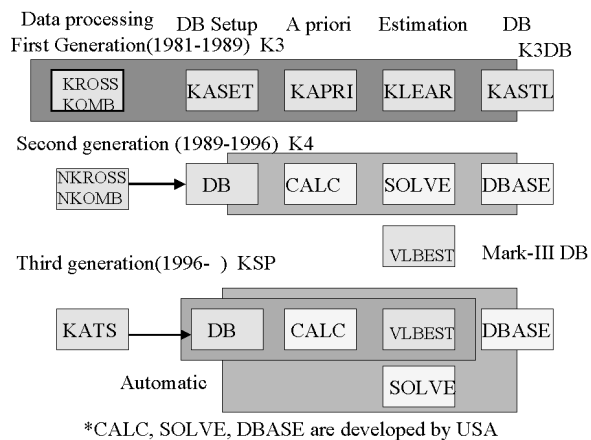 Data processing DB Setup A priori Estimation DB
First Generation(1981-1989) K3 K3DB
KROSS
KOMB
KASET KAPRI KLEAR KASTL
Second generation (1989-1996) K4
NKROSS
NKOMB
DB CALC SOLVE DBASE
VLBEST Mark-III DB
Third generation(1996- ) KSP
KATS DB CALC VLBEST DBASE
Automatic SOLVE
*CALC, SOLVE, DBASE are developed by USA